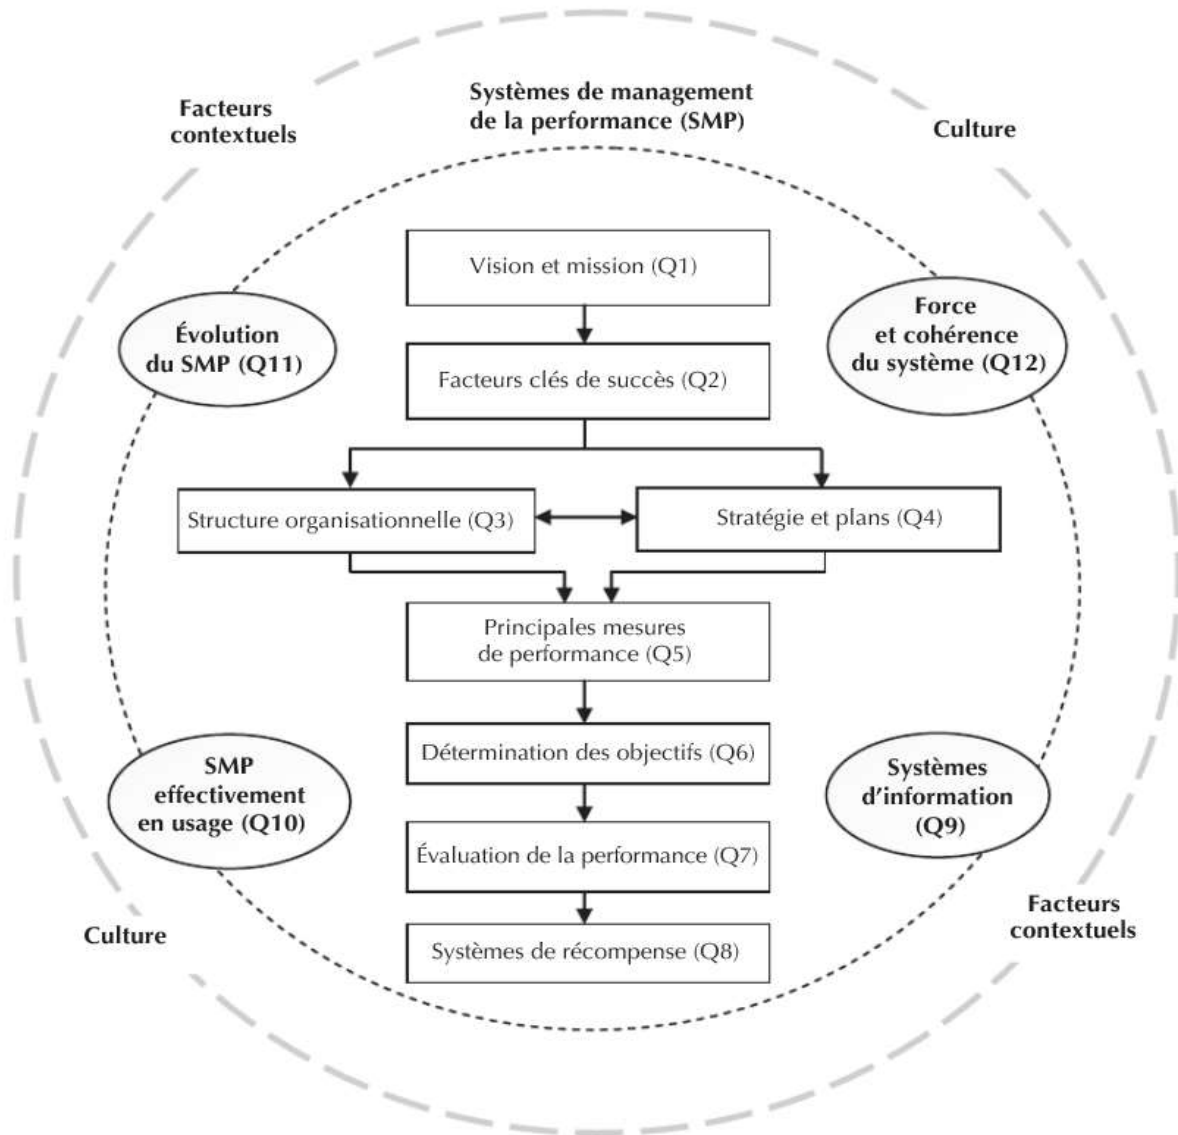 Systèmes de management
de la performance (SMP)
Facteurs
contextuels
Culture
Vision et mission (Q1)
Évolution
du SMP (Q11)
Force
et cohérence
du système (Q12)
Facteurs clés de succès (Q2)
Structure organisationnelle (Q3)
Stratégie et plans (Q4)
Principales mesures
de performance (Q5)
Détermination des objectifs (Q6)
SMP
effectivement
en usage (Q10)
Systèmes
d’information
(Q9)
Évaluation de la performance (Q7)
Culture
Facteurs
contextuels
Systèmes de récompense (Q8)